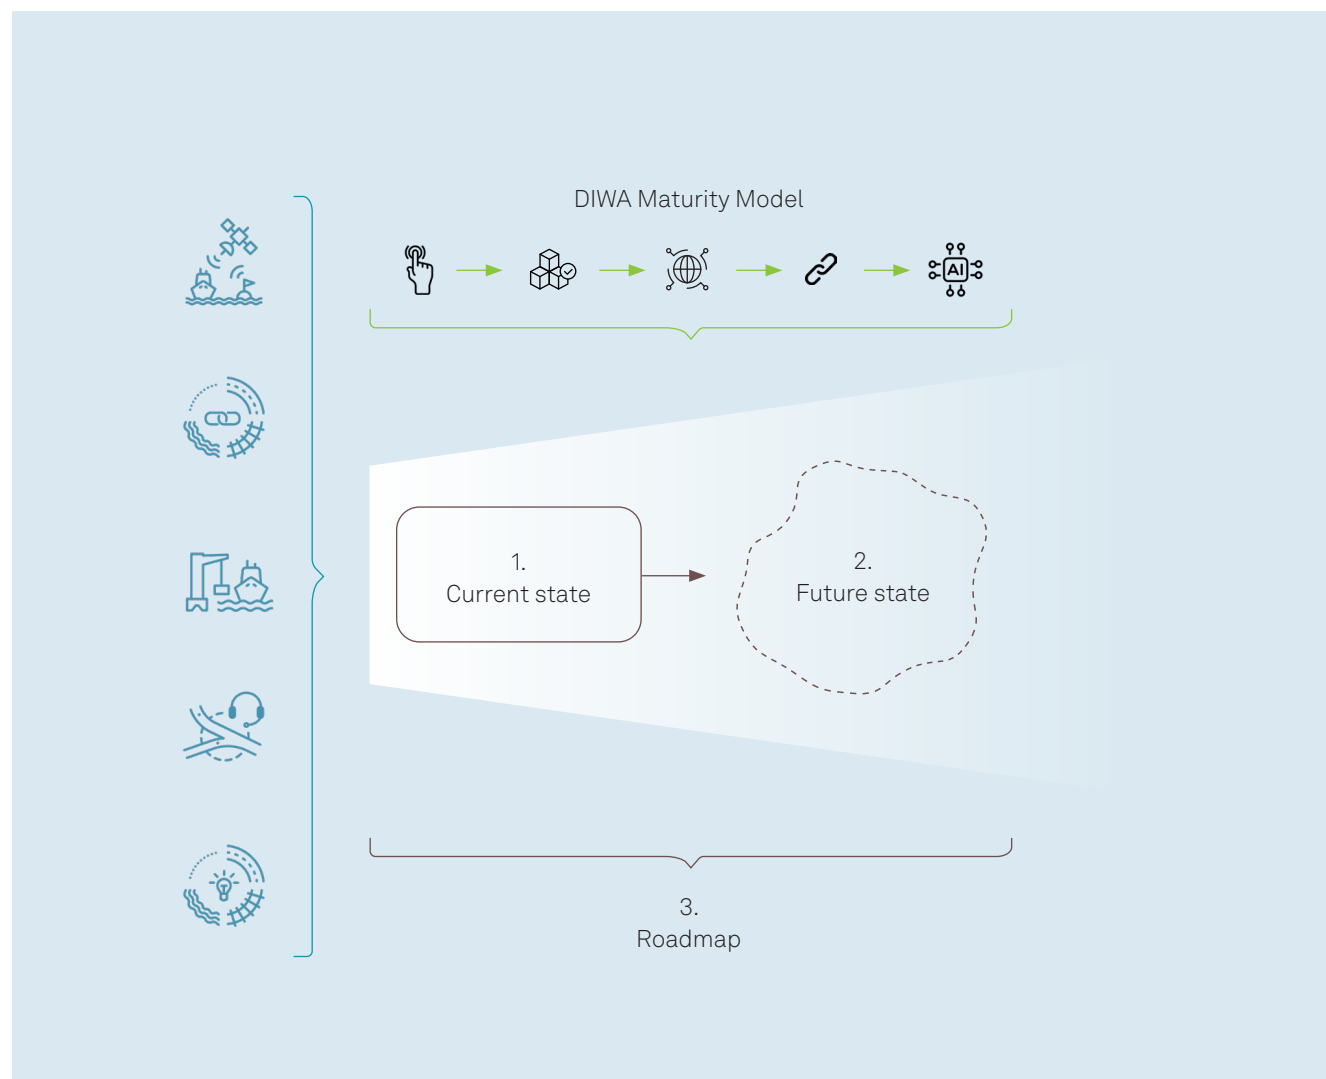 DIWA Maturity Model
AI
1.
Current state
2.
Future state
3.
Roadmap